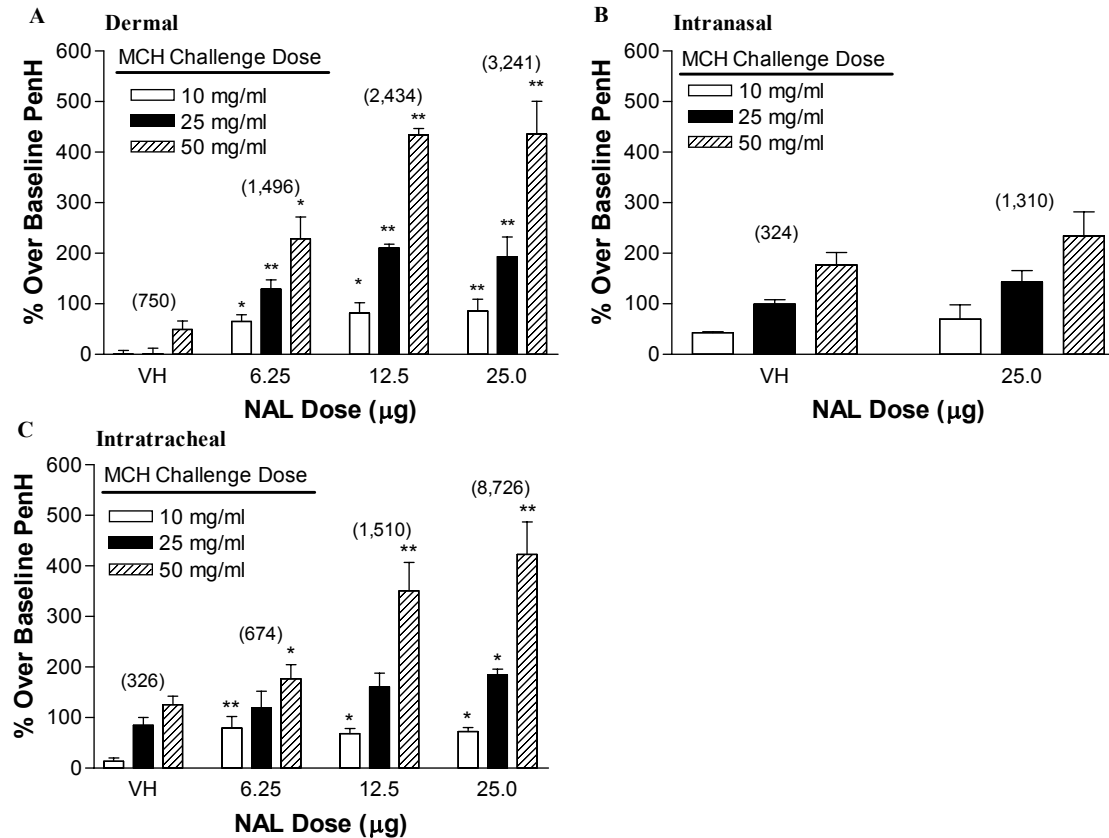 A
Dermal
% Over Baseline PenH
600
500
400
300
200
100
0
MCH Challenge Dose
10 mg/ml
25 mg/ml
50 mg/ml
(750)
(1,496)
(2,434)
(3,241)
*
**
*
*
**
**
**
**
**
VH
6.25
12.5
25.0
NAL Dose (μg)
B
Intranasal
% Over Baseline PenH
600
500
400
300
200
100
0
MCH Challenge Dose
10 mg/ml
25 mg/ml
50 mg/ml
(324)
(1,310)
VH
25.0
NAL Dose (μg)
C
Intratracheal
% Over Baseline PenH
600
500
400
300
200
100
0
MCH Challenge Dose
10 mg/ml
25 mg/ml
50 mg/ml
(326)
(674)
(1,510)
(8,726)
**
*
*
**
*
*
**
VH
6.25
12.5
25.0
NAL Dose (μg)